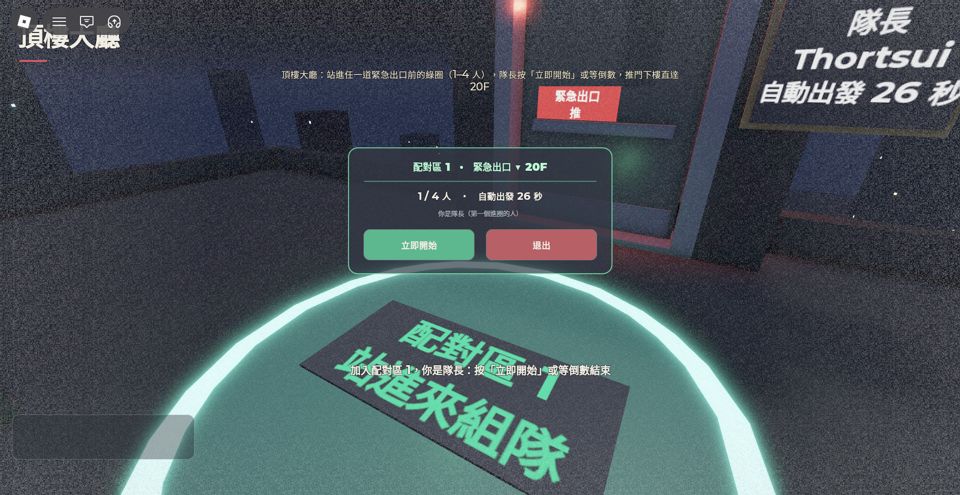 頂樓大廳
頂樓大廳：站進任一道緊急出口前的綠圈（1–4 人），隊長按「立即開始」或等倒數，推門下樓直達
20F
隊長
Thortsui
自動出發 26 秒
緊急出口
推
配對區 1 • 緊急出口 ▼ 20F
1 / 4 人 • 自動出發 26 秒
你是隊長（第一個進圈的人）
立即開始
退出
配對區 1
站進來組隊
加入配對區 1，你是隊長：按「立即開始」或等倒數結束